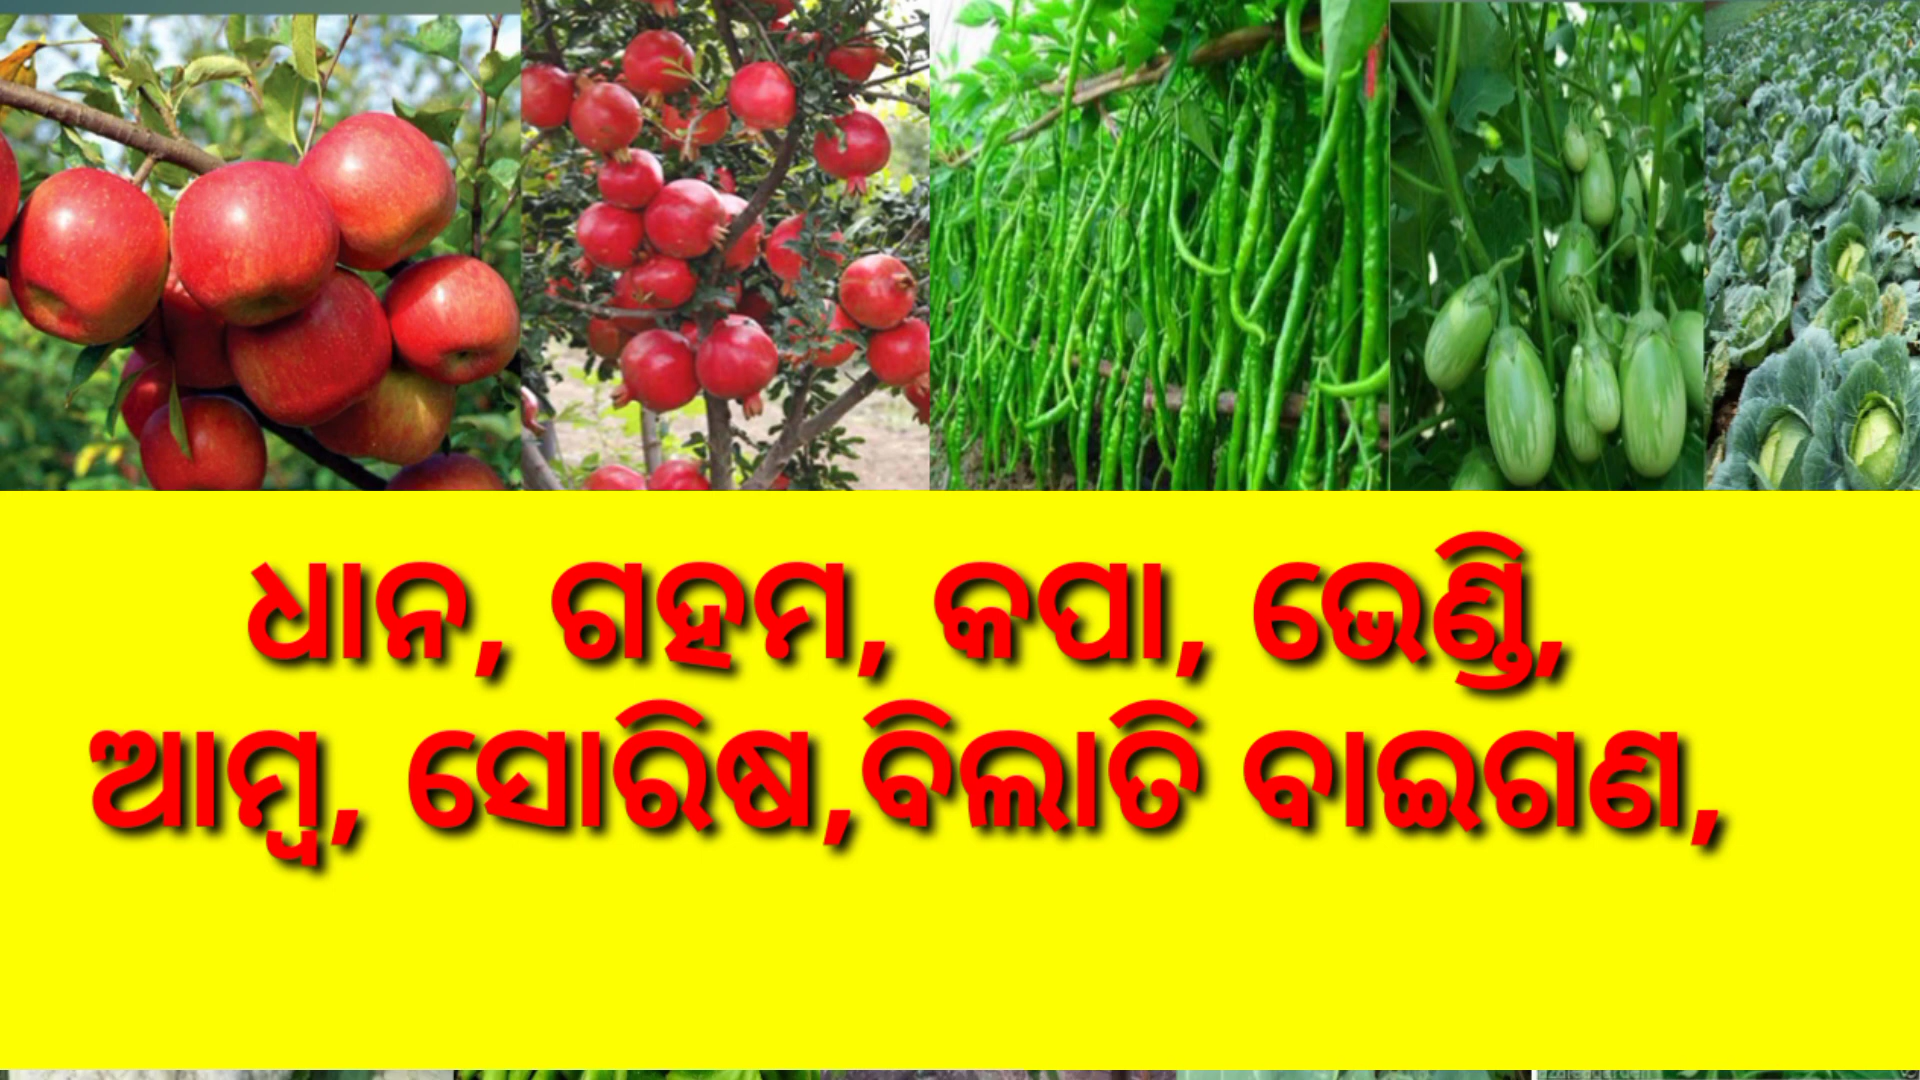 ଧାନ, ଗହମ, କପା, ଭେଣ୍ଡି,
ଆମ୍ବ, ସୋରିଷ,ବିଲାତି ବାଇଗଣ,